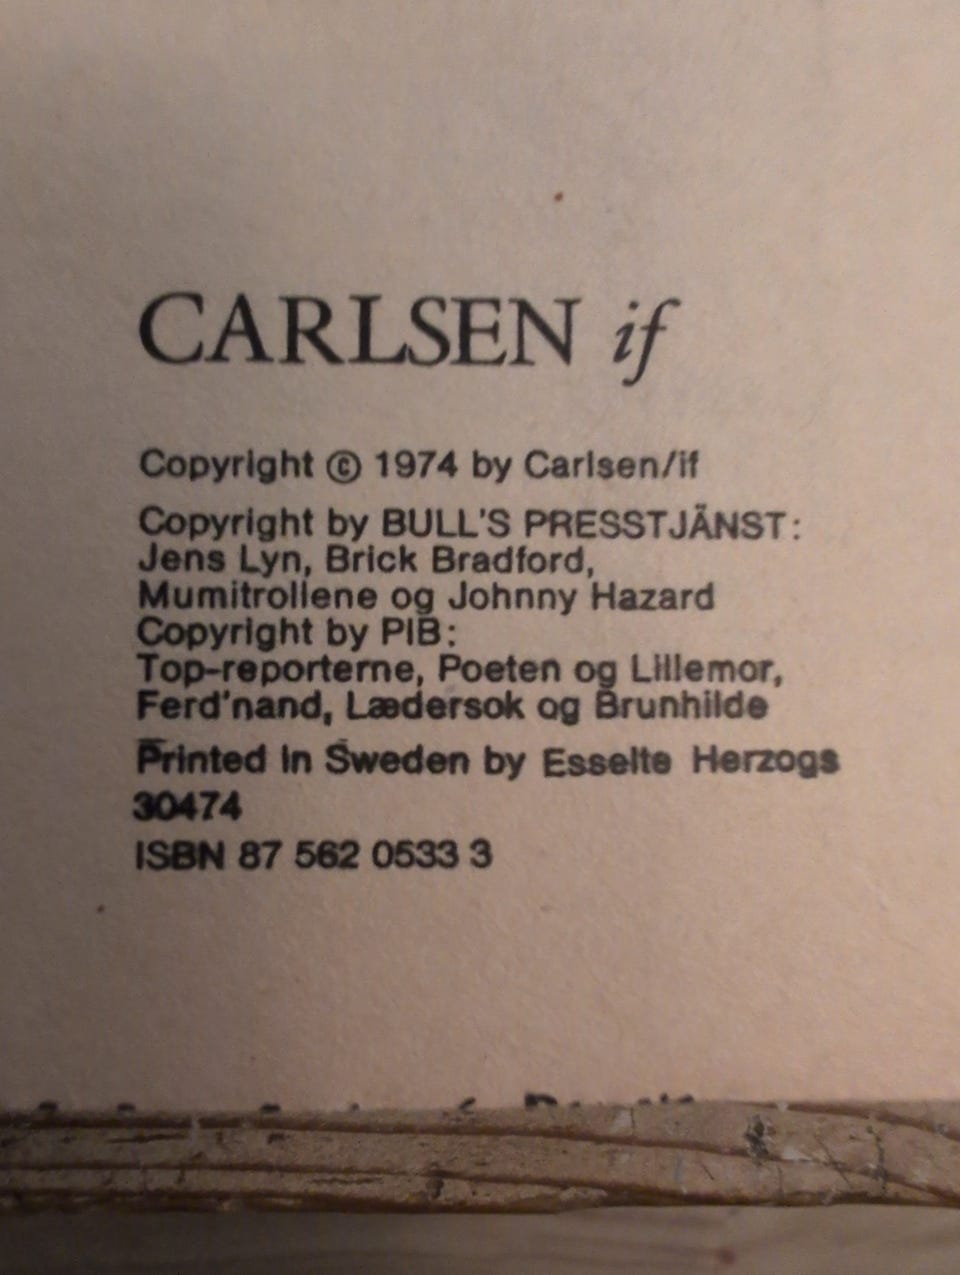 CARLSEN if
Copyright © 1974 by Carlsen/if
Copyright by BULL'S PRESSTJÄNST:
Jens Lyn, Brick Bradford,
Mumitrollene og Johnny Hazard
Copyright by PIB:
Top-reporterne, Poeten og Lillemor,
Ferd'nand, Lædersok og Brunhilde
Printed in Sweden by Esselte Herzogs
30474
ISBN 87 562 0533 3